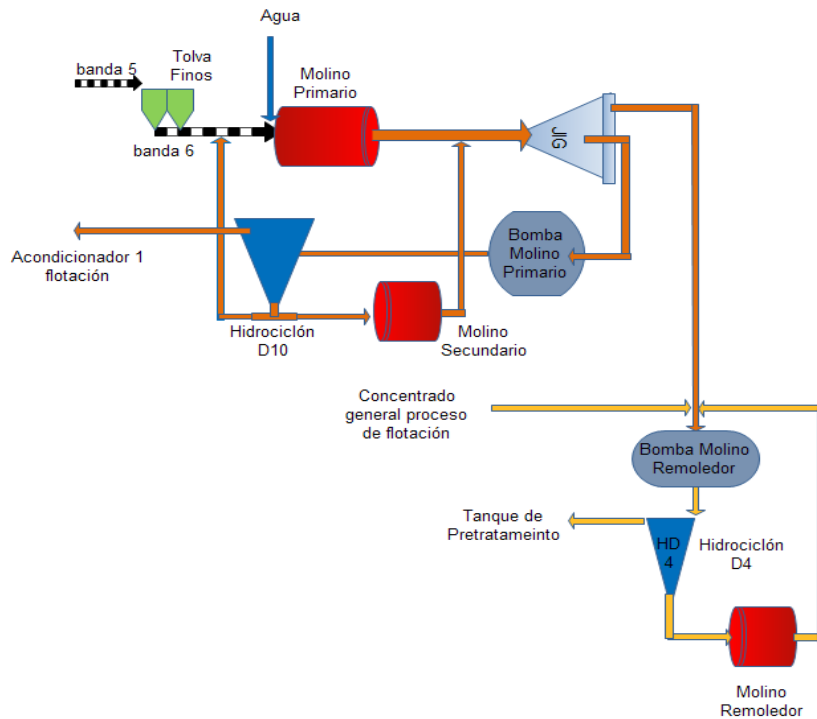 Agua
banda 5
Tolva
Finos
Molino
Primario
banda 6
JIG
Acondicionador 1
flotación
Bomba
Molino
Primario
Hidrociclón
D10
Molino
Secundario
Concentrado
general proceso
de flotación
Bomba Molino
Remoledor
Tanque de
Pretratameinto
HD
4
Hidrociclón
D4
Molino
Remoledor